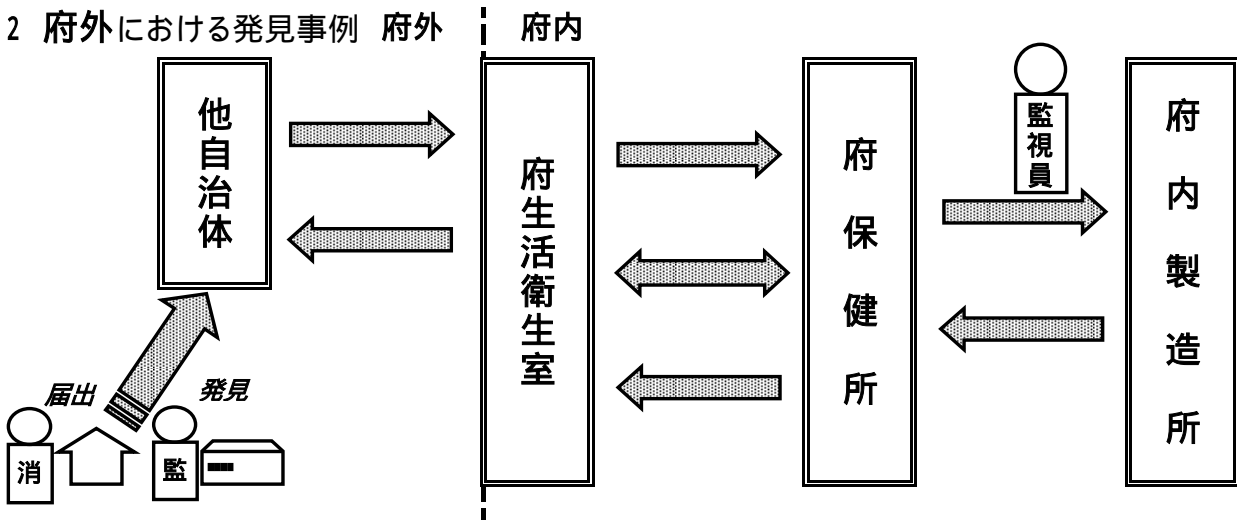 2 府外における発見事例 府外 府内
他自治体
府生活衛生室
府保健所
監視員
府内製造所
届出
発見
消
監